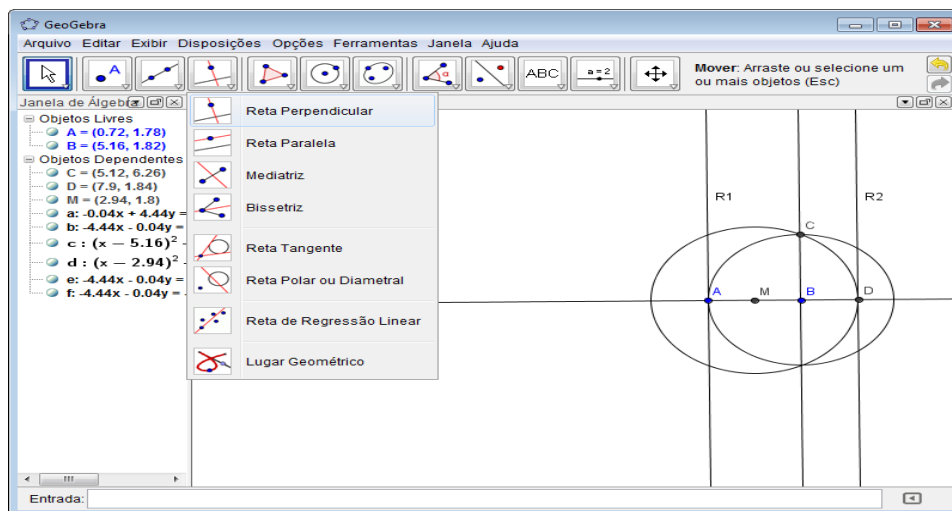 GeoGebra
Arquivo Editar Exibir Disposições Opções Ferramentas Janela Ajuda
A
ABC
a = 2
Mover: Arraste ou selecione um
ou mais objetos (Esc)
Janela de Álgebra
Objetos Livres
A = (0.72, 1.78)
B = (5.16, 1.82)
Objetos Dependentes
C = (5.12, 6.26)
D = (7.9, 1.84)
M = (2.94, 1.8)
a: -0.04x + 4.44y =
b: -4.44x - 0.04y =
c : (x − 5.16)²
d : (x − 2.94)²
e: -4.44x - 0.04y =
f: -4.44x - 0.04y =
Reta Perpendicular
Reta Paralela
Mediatriz
Bissetriz
Reta Tangente
Reta Polar ou Diametral
Reta de Regressão Linear
Lugar Geométrico
R1
R2
C
A
M
B
D
Entrada: